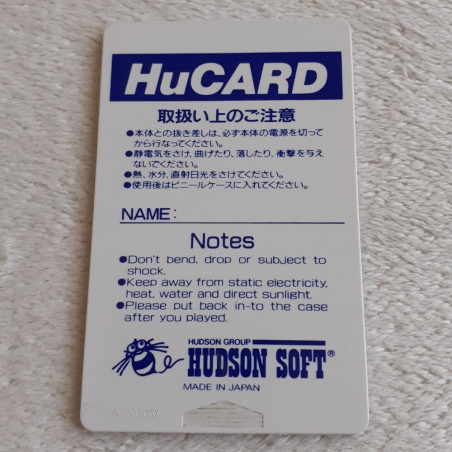 HuCARD
取扱い上のご注意
●本体との抜き差しは、必ず本体の電源を切って
から行なってください。
●静電気をさけ、曲げたり、落したり、衝撃を与え
ないでください。
●熱、水分、直射日光をさけてください。
●使用後はビニールケースに入れてください。
NAME:
Notes
●Don't bend, drop or subject to
shock.
●Keep away from static electricity,
heat, water and direct sunlight.
●Please put back in-to the case
after you played.
HUDSON GROUP
HUDSON SOFT®
MADE IN JAPAN